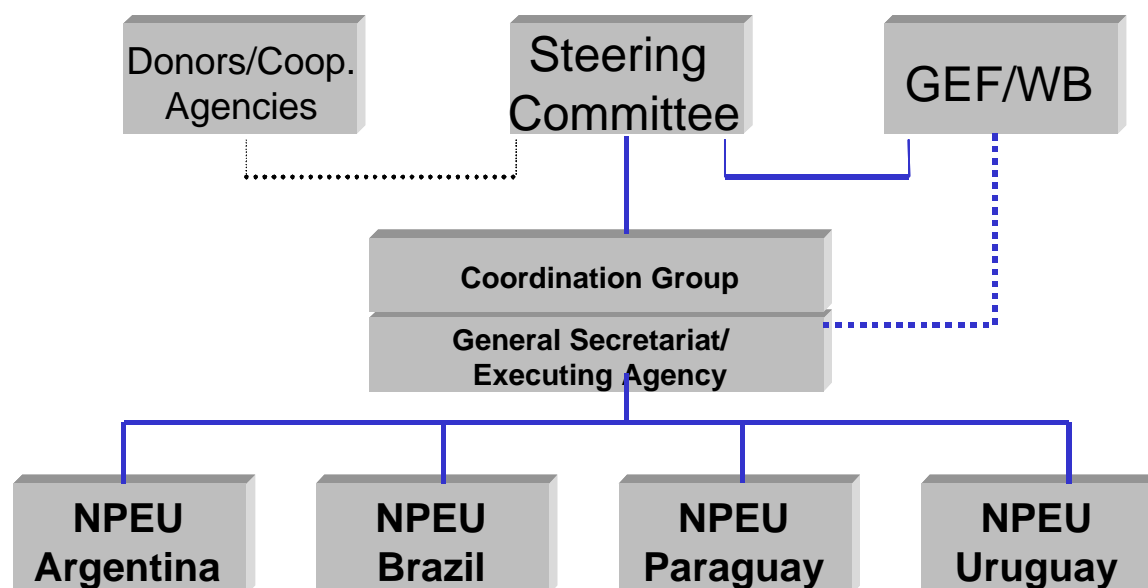 Donors/Coop.
Agencies
Steering
Committee
GEF/WB
Coordination Group
General Secretariat/
Executing Agency
NPEU
Argentina
NPEU
Brazil
NPEU
Paraguay
NPEU
Uruguay